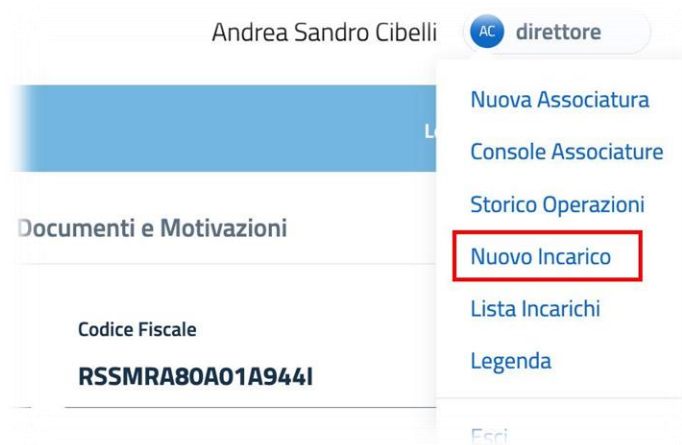 Andrea Sandro Cibelli AC direttore
Nuova Associatura
Console Associature
Storico Operazioni
Documenti e Motivazioni
Nuovo Incarico
Lista Incarichi
Codice Fiscale
Legenda
RSSMRA80A01A944I
Esci